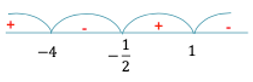 + - + -
-4 -1/2 1